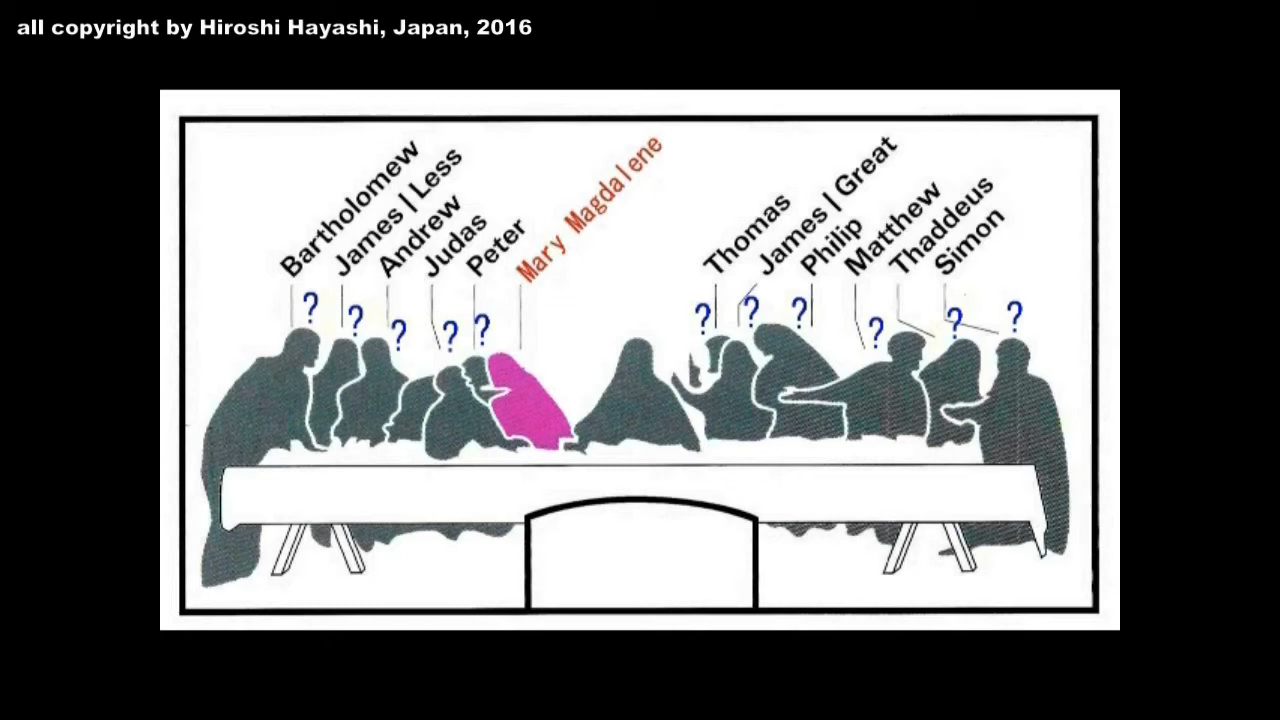 all copyright by Hiroshi Hayashi, Japan, 2016
Bartholomew
James | Less
Andrew
Judas
Peter
Mary Magdalene
Thomas
James | Great
Philip
Matthew
Thaddeus
Simon
? ? ? ? ? ? ? ? ? ? ?